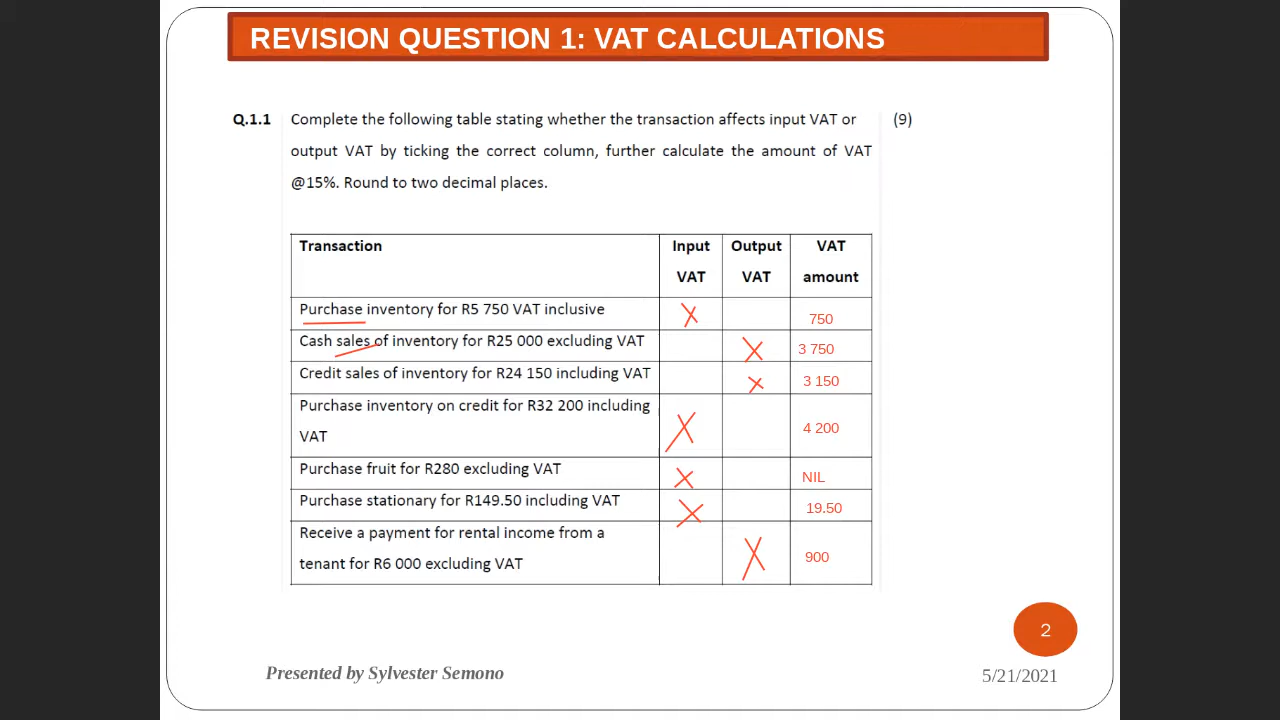 REVISION QUESTION 1: VAT CALCULATIONS
Q.1.1 Complete the following table stating whether the transaction affects input VAT or (9)
output VAT by ticking the correct column, further calculate the amount of VAT
@15%. Round to two decimal places.
Transaction Input Output VAT
VAT VAT amount
Purchase inventory for R5 750 VAT inclusive X 750
Cash sales of inventory for R25 000 excluding VAT X 3 750
Credit sales of inventory for R24 150 including VAT X 3 150
Purchase inventory on credit for R32 200 including
VAT X 4 200
Purchase fruit for R280 excluding VAT X NIL
Purchase stationary for R149.50 including VAT X 19.50
Receive a payment for rental income from a
tenant for R6 000 excluding VAT X 900
2
Presented by Sylvester Semono 5/21/2021